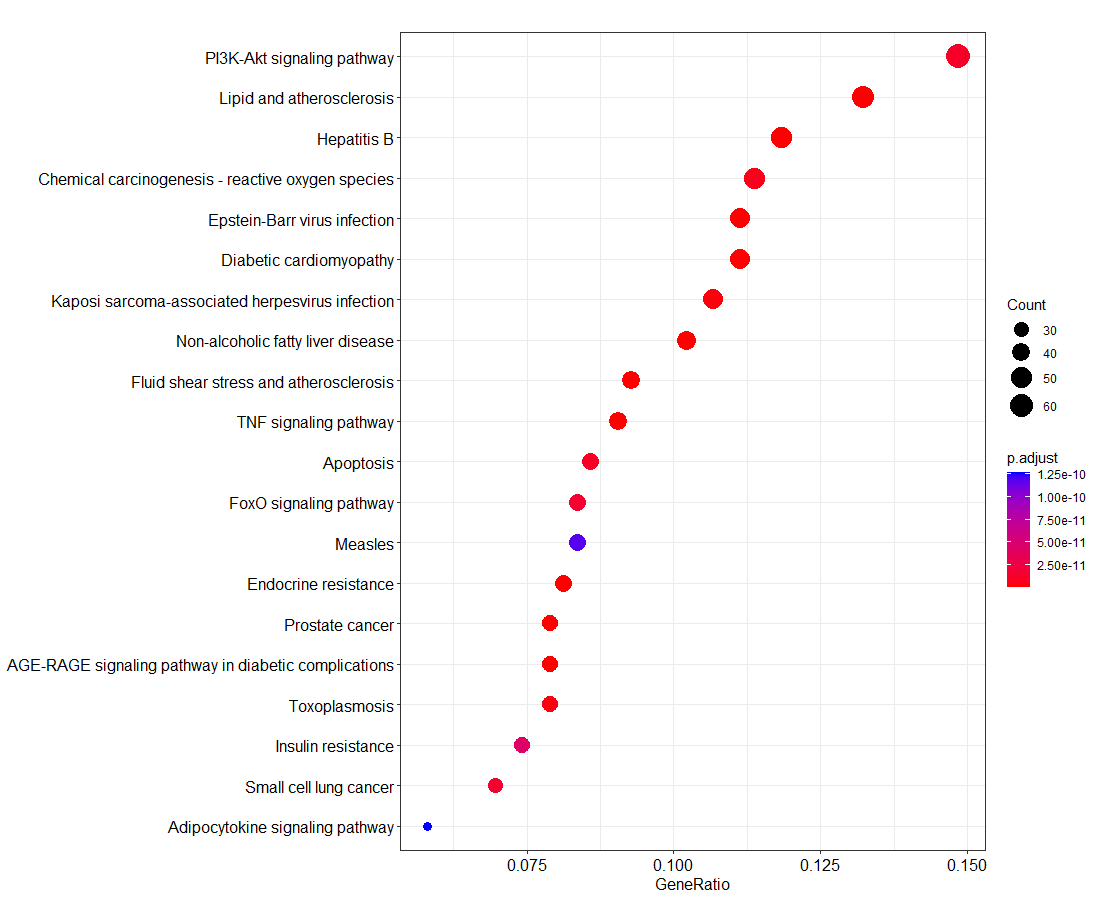 PI3K-Akt signaling pathway
Lipid and atherosclerosis
Hepatitis B
Chemical carcinogenesis - reactive oxygen species
Epstein-Barr virus infection
Diabetic cardiomyopathy
Kaposi sarcoma-associated herpesvirus infection
Non-alcoholic fatty liver disease
Fluid shear stress and atherosclerosis
TNF signaling pathway
Apoptosis
FoxO signaling pathway
Measles
Endocrine resistance
Prostate cancer
AGE-RAGE signaling pathway in diabetic complications
Toxoplasmosis
Insulin resistance
Small cell lung cancer
Adipocytokine signaling pathway
0.075
0.100
0.125
0.150
GeneRatio
Count
30
40
50
60
p.adjust
1.25e-10
1.00e-10
7.50e-11
5.00e-11
2.50e-11